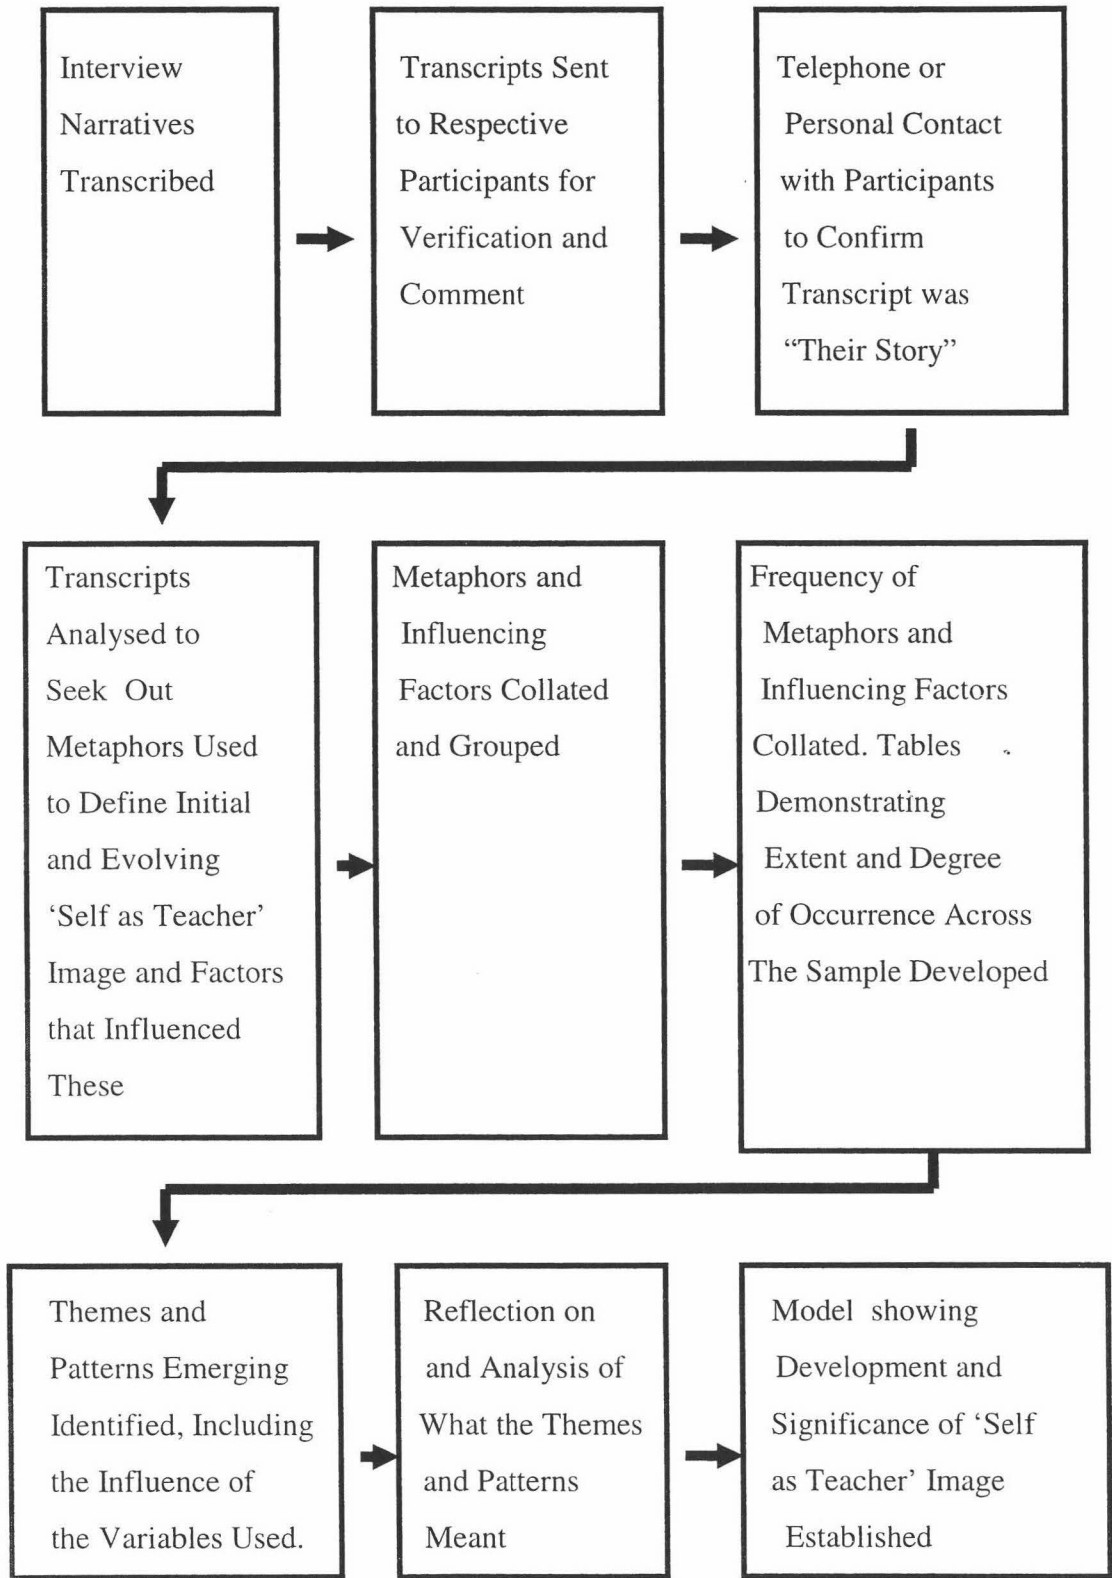 Interview
Narratives
Transcribed
Transcripts Sent
to Respective
Participants for
Verification and
Comment
Telephone or
Personal Contact
with Participants
to Confirm
Transcript was
“Their Story”
Transcripts
Analysed to
Seek Out
Metaphors Used
to Define Initial
and Evolving
‘Self as Teacher’
Image and Factors
that Influenced
These
Metaphors and
Influencing
Factors Collated
and Grouped
Frequency of
Metaphors and
Influencing Factors
Collated. Tables
Demonstrating
Extent and Degree
of Occurrence Across
The Sample Developed
Themes and
Patterns Emerging
Identified, Including
the Influence of
the Variables Used.
Reflection on
and Analysis of
What the Themes
and Patterns
Meant
Model showing
Development and
Significance of ‘Self
as Teacher’ Image
Established